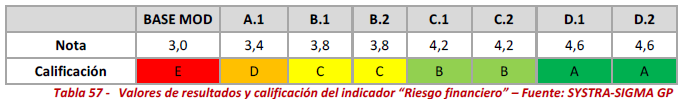 BASE MOD A.1 B.1 B.2 C.1 C.2 D.1 D.2
Nota 3,0 3,4 3,8 3,8 4,2 4,2 4,6 4,6
Calificación E D C C B B A A
Tabla 57 - Valores de resultados y calificación del indicador “Riesgo financiero” – Fuente: SYSTRA-SIGMA GP